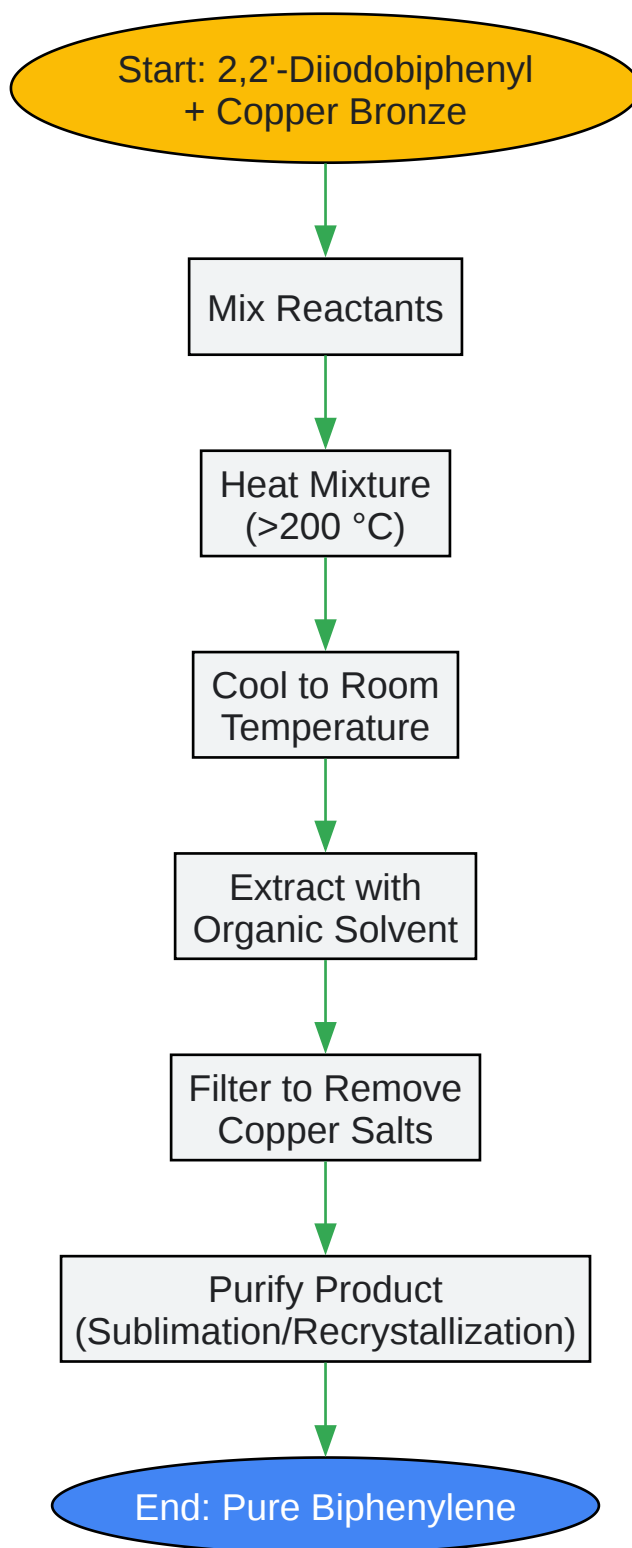 Start: 2,2'-Diiodobiphenyl
+ Copper Bronze
Mix Reactants
Heat Mixture
(>200 °C)
Cool to Room
Temperature
Extract with
Organic Solvent
Filter to Remove
Copper Salts
Purify Product
(Sublimation/Recrystallization)
End: Pure Biphenylene